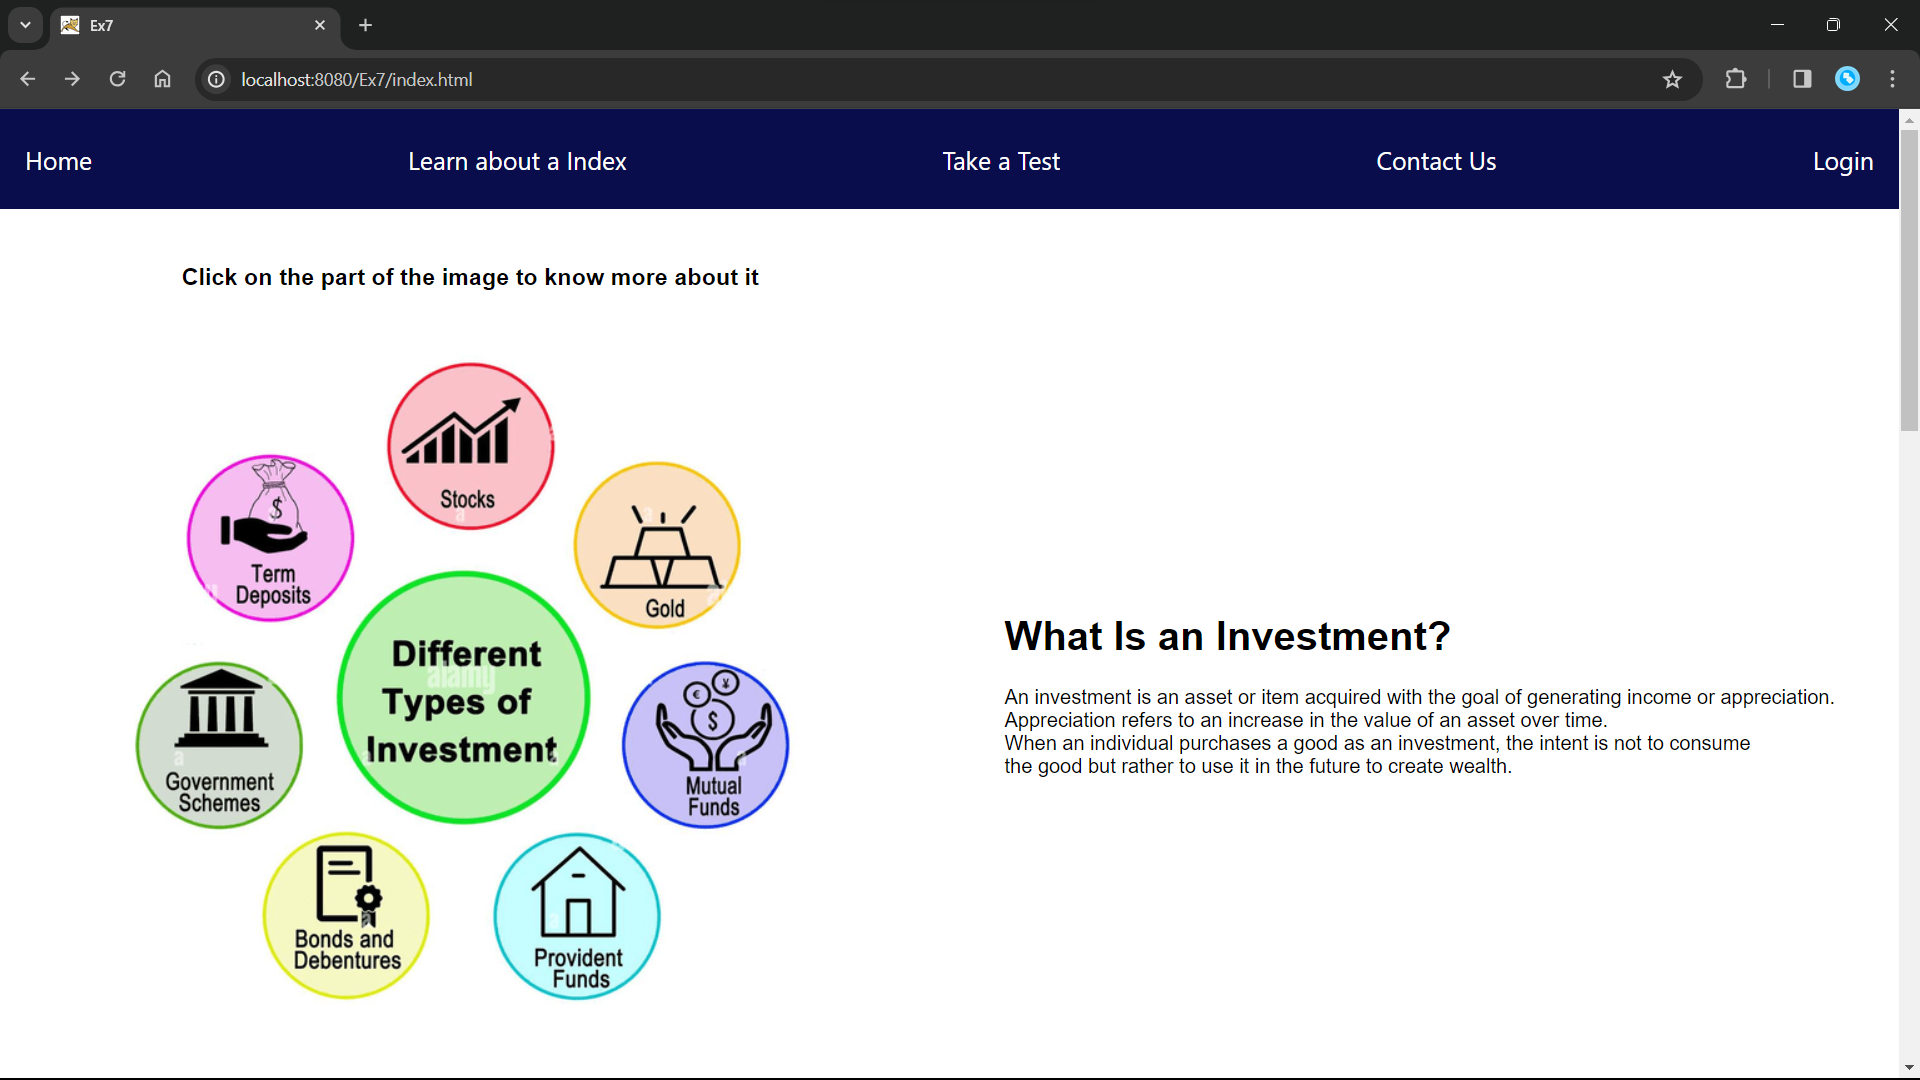 Ex7
localhost:8080/Ex7/index.html
Home Learn about a Index Take a Test Contact Us Login
Click on the part of the image to know more about it
Stocks
Term
Deposits
Gold
Different
Types of
Investment
alamy
Government
Schemes
Mutual
Funds
Bonds and
Debentures
Provident
Funds
What Is an Investment?
An investment is an asset or item acquired with the goal of generating income or appreciation.
Appreciation refers to an increase in the value of an asset over time.
When an individual purchases a good as an investment, the intent is not to consume
the good but rather to use it in the future to create wealth.